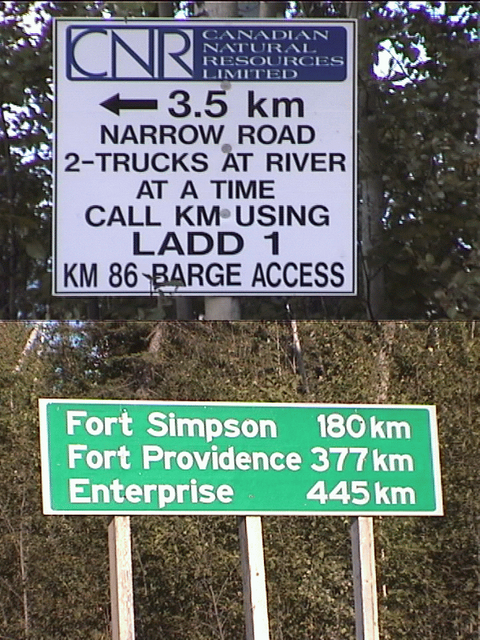 CNR CANADIAN
NATURAL
RESOURCES
LIMITED
3.5 km
NARROW ROAD
2-TRUCKS AT RIVER
AT A TIME
CALL KM USING
LADD 1
KM 86 BARGE ACCESS
Fort Simpson 180 km
Fort Providence 377 km
Enterprise 445 km